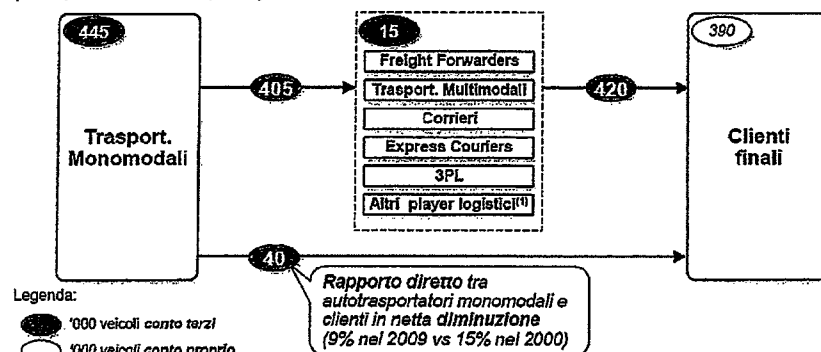 445
15
390
Freight Forwarders
Trasport. Multimodali
Corrieri
Express Couriers
3PL
Altri player logistici(1)
405
420
Trasport.
Monomodali
Clienti
finali
40
Rapporto diretto tra
autotrasportatori monomodali e
clienti in netta diminuzione
(9% nel 2009 vs 15% nel 2000)
Legenda:
'000 veicoli conto terzi
'000 veicoli conto proprio